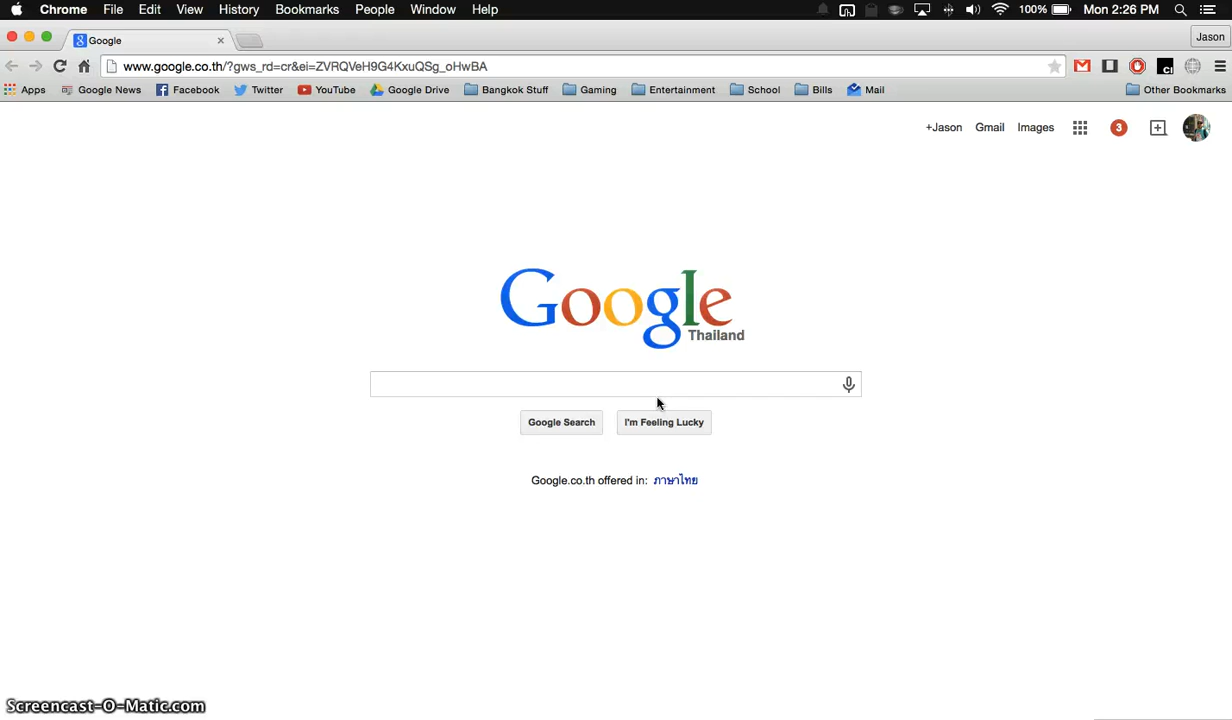 Chrome File Edit View History Bookmarks People Window Help 100% Mon 2:26 PM
Google Jason
www.google.co.th/?gws_rd=cr&ei=ZVRQVeH9G4KxuQSg_oHwBA
Apps Google News Facebook Twitter YouTube Google Drive Bangkok Stuff Gaming Entertainment School Bills Mail Other Bookmarks
+Jason Gmail Images 3
Google
Thailand
Google Search I'm Feeling Lucky
Google.co.th offered in: ภาษาไทย
Screencast-O-Matic.com